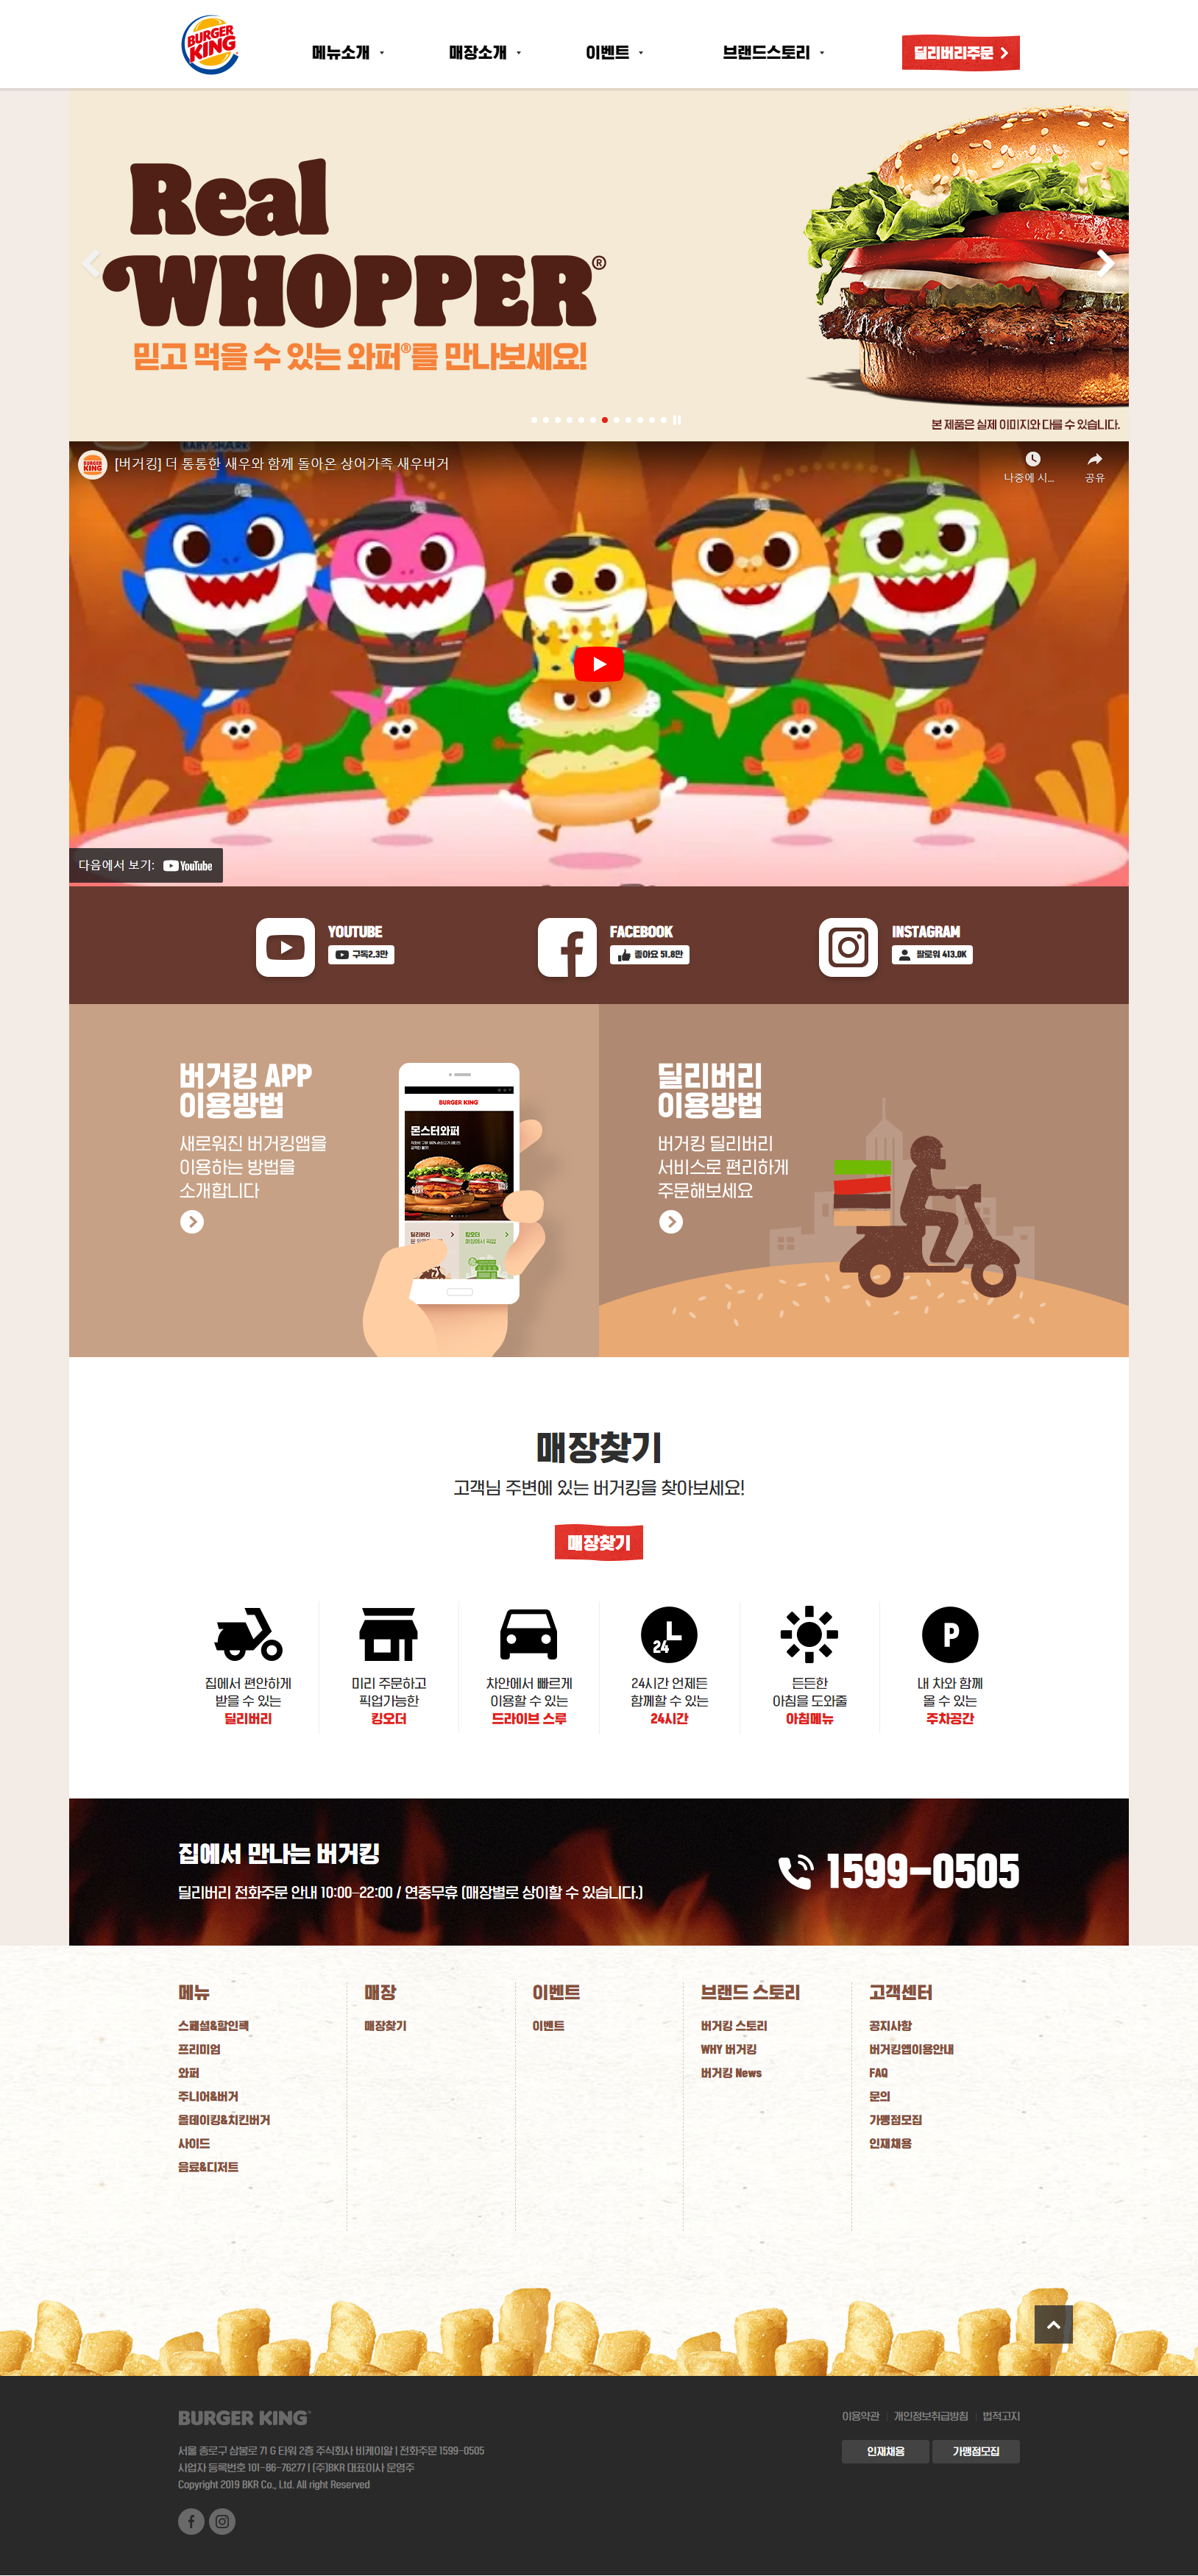 BURGER KING
메뉴소개
매장소개
이벤트
브랜드스토리
딜리버리주문
Real
WHOPPER®
믿고 먹을 수 있는 와퍼®를 만나보세요!
본 제품은 실제 이미지와 다를 수 있습니다.
BABY SHARK
BURGER KING
[버거킹] 더 통통한 새우와 함께 돌아온 상어가족 새우버거
나중에 시...
공유
다음에서 보기:
YouTube
YOUTUBE
구독2.3만
FACEBOOK
좋아요 51.8만
INSTAGRAM
팔로워 413.0K
버거킹 APP
이용방법
새로워진 버거킹앱을
이용하는 방법을
소개합니다
BURGER KING
몬스터와퍼
딜리버리
킹오더
매장에서 픽업
딜리버리
이용방법
버거킹 딜리버리
서비스로 편리하게
주문해보세요
매장찾기
고객님 주변에 있는 버거킹을 찾아보세요!
매장찾기
집에서 편안하게
받을 수 있는
딜리버리
미리 주문하고
픽업가능한
킹오더
차안에서 빠르게
이용할 수 있는
드라이브 스루
24
24시간 언제든
함께할 수 있는
24시간
든든한
아침을 도와줄
아침메뉴
P
내 차와 함께
올 수 있는
주차공간
집에서 만나는 버거킹
딜리버리 전화주문 안내 10:00-22:00 / 연중무휴 (매장별로 상이할 수 있습니다.)
1599-0505
메뉴
스페셜&할인팩
프리미엄
와퍼
주니어&버거
올데이킹&치킨버거
사이드
음료&디저트
매장
매장찾기
이벤트
이벤트
브랜드 스토리
버거킹 스토리
WHY 버거킹
버거킹 News
고객센터
공지사항
버거킹앱이용안내
FAQ
문의
가맹점모집
인재채용
BURGER KING
이용약관
개인정보취급방침
법적고지
인재채용
가맹점모집
서울 종로구 삼봉로 71 G 타워 2층 주식회사 비케이알 | 전화주문 1599-0505
사업자 등록번호 101-86-76277 | (주)BKR 대표이사 문영주
Copyright 2019 BKR Co., Ltd. All right Reserved